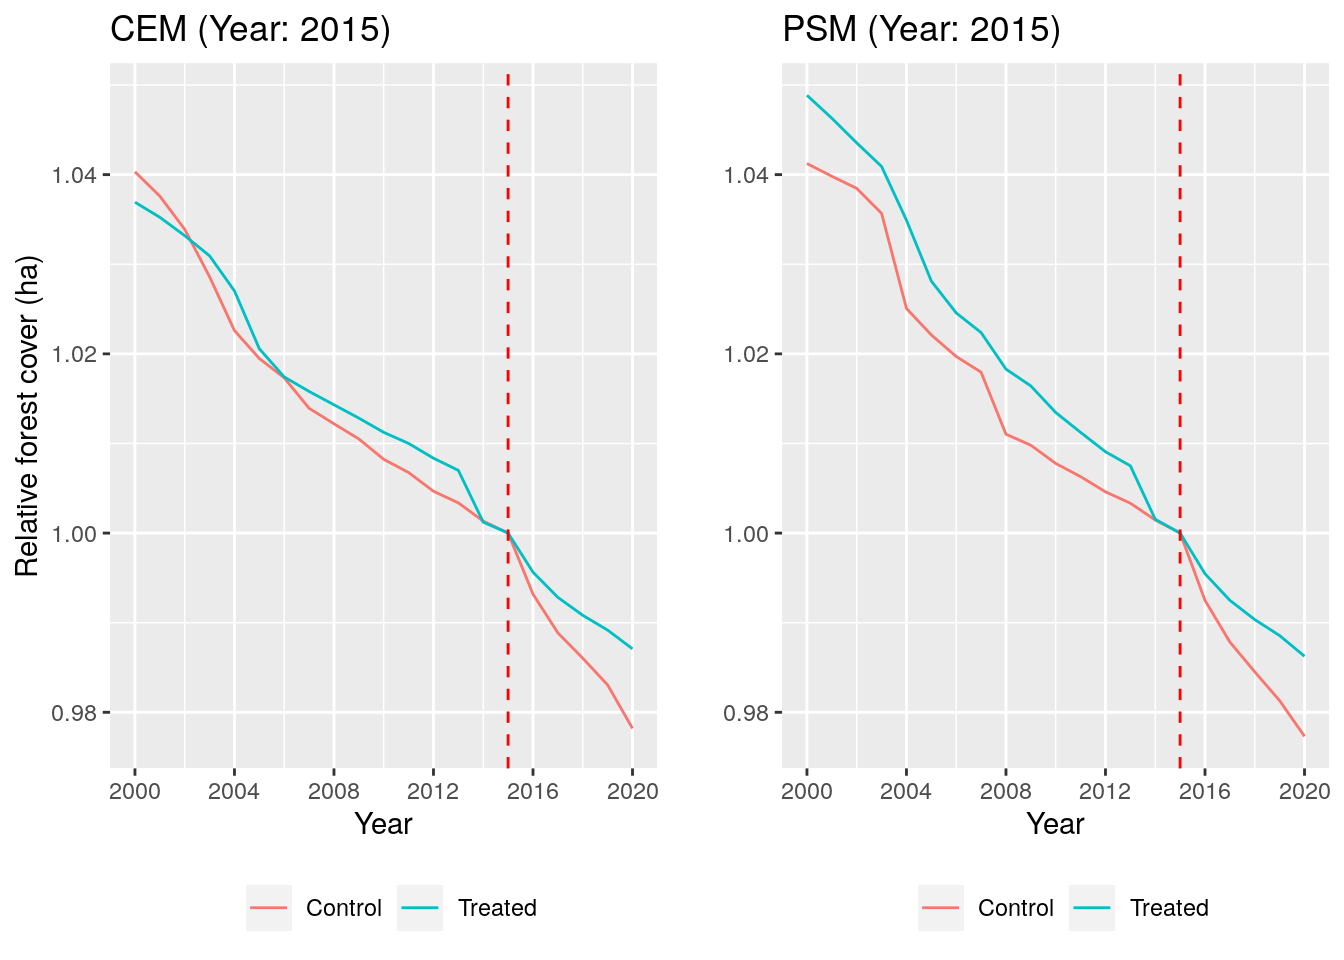 CEM (Year: 2015)
Relative forest cover (ha)
1.04
1.02
1.00
0.98
2000 2004 2008 2012 2016 2020
Year
Control Treated
PSM (Year: 2015)
1.04
1.02
1.00
0.98
2000 2004 2008 2012 2016 2020
Year
Control Treated